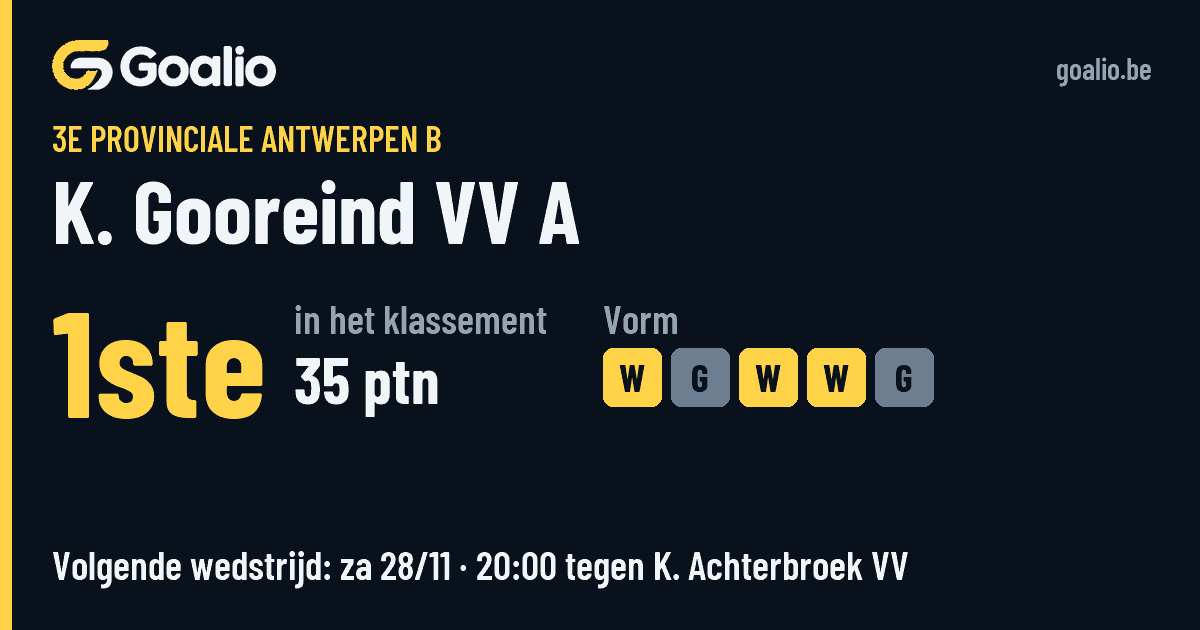 Goalio
goalio.be
3E PROVINCIALE ANTWERPEN B
K. Gooreind VV A
1ste
in het klassement
35 ptn
Vorm
W G W W G
Volgende wedstrijd: za 28/11 · 20:00 tegen K. Achterbroek VV